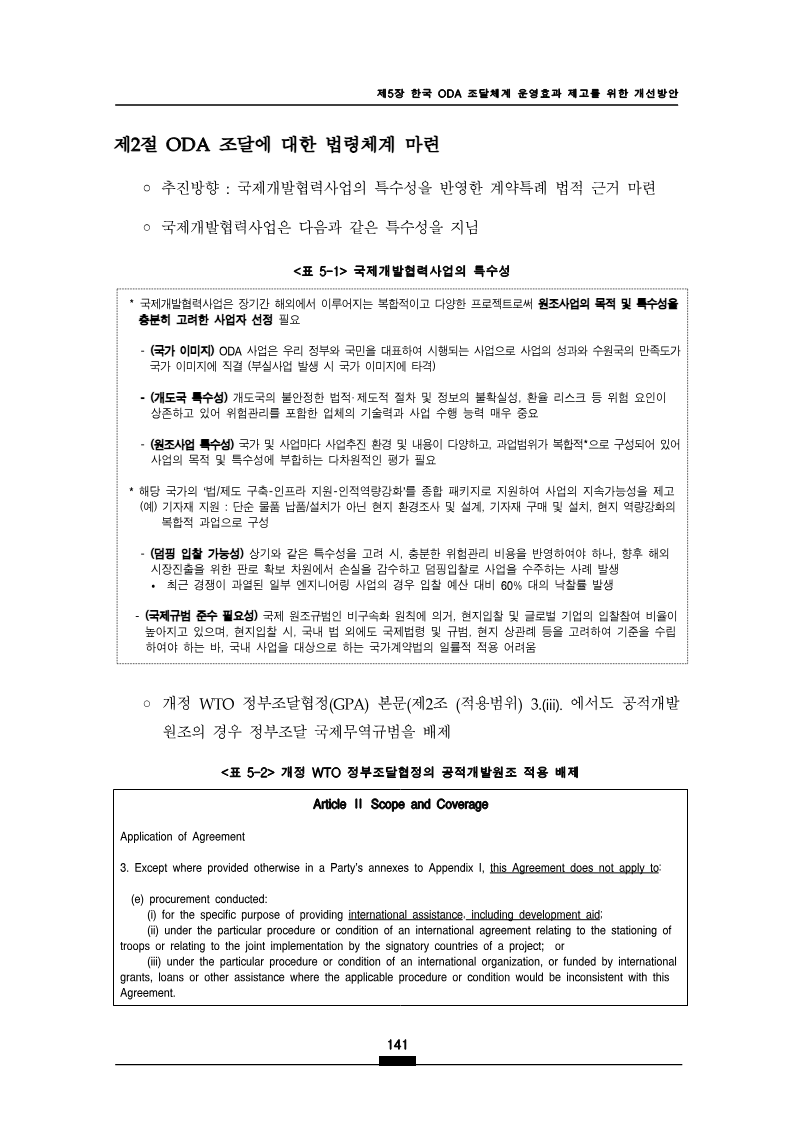 제5장 한국 ODA 조달체계 운영효과 제고를 위한 개선방안
제2절 ODA 조달에 대한 법령체계 마련
○ 추진방향 : 국제개발협력사업의 특수성을 반영한 계약특례 법적 근거 마련
○ 국제개발협력사업은 다음과 같은 특수성을 지님
<표 5-1> 국제개발협력사업의 특수성
* 국제개발협력사업은 장기간 해외에서 이루어지는 복합적이고 다양한 프로젝트로써 원조사업의 목적 및 특수성을
충분히 고려한 사업자 선정 필요
- (국가 이미지) ODA 사업은 우리 정부와 국민을 대표하여 시행되는 사업으로 사업의 성과와 수원국의 만족도가
국가 이미지에 직결 (부실사업 발생 시 국가 이미지에 타격)
- (개도국 특수성) 개도국의 불안정한 법적·제도적 절차 및 정보의 불확실성, 환율 리스크 등 위험 요인이
상존하고 있어 위험관리를 포함한 업체의 기술력과 사업 수행 능력 매우 중요
- (원조사업 특수성) 국가 및 사업마다 사업추진 환경 및 내용이 다양하고, 과업범위가 복합적*으로 구성되어 있어
사업의 목적 및 특수성에 부합하는 다차원적인 평가 필요
* 해당 국가의 '법/제도 구축-인프라 지원-인적역량강화'를 종합 패키지로 지원하여 사업의 지속가능성을 제고
(예) 기자재 지원 : 단순 물품 납품/설치가 아닌 현지 환경조사 및 설계, 기자재 구매 및 설치, 현지 역량강화의
복합적 과업으로 구성
- (덤핑 입찰 가능성) 상기와 같은 특수성을 고려 시, 충분한 위험관리 비용을 반영하여야 하나, 향후 해외
시장진출을 위한 판로 확보 차원에서 손실을 감수하고 덤핑입찰로 사업을 수주하는 사례 발생
• 최근 경쟁이 과열된 일부 엔지니어링 사업의 경우 입찰 예산 대비 60% 대의 낙찰률 발생
- (국제규범 준수 필요성) 국제 원조규범인 비구속화 원칙에 의거, 현지입찰 및 글로벌 기업의 입찰참여 비율이
높아지고 있으며, 현지입찰 시, 국내 법 외에도 국제법령 및 규범, 현지 상관례 등을 고려하여 기준을 수립
하여야 하는 바, 국내 사업을 대상으로 하는 국가계약법의 일률적 적용 어려움
○ 개정 WTO 정부조달협정(GPA) 본문(제2조 (적용범위) 3.(iii). 에서도 공적개발
원조의 경우 정부조달 국제무역규범을 배제
<표 5-2> 개정 WTO 정부조달협정의 공적개발원조 적용 배제
Article Ⅱ Scope and Coverage
Application of Agreement
3. Except where provided otherwise in a Party's annexes to Appendix I, this Agreement does not apply to:
(e) procurement conducted:
(i) for the specific purpose of providing international assistance, including development aid;
(ii) under the particular procedure or condition of an international agreement relating to the stationing of
troops or relating to the joint implementation by the signatory countries of a project; or
(iii) under the particular procedure or condition of an international organization, or funded by international
grants, loans or other assistance where the applicable procedure or condition would be inconsistent with this
Agreement.
141